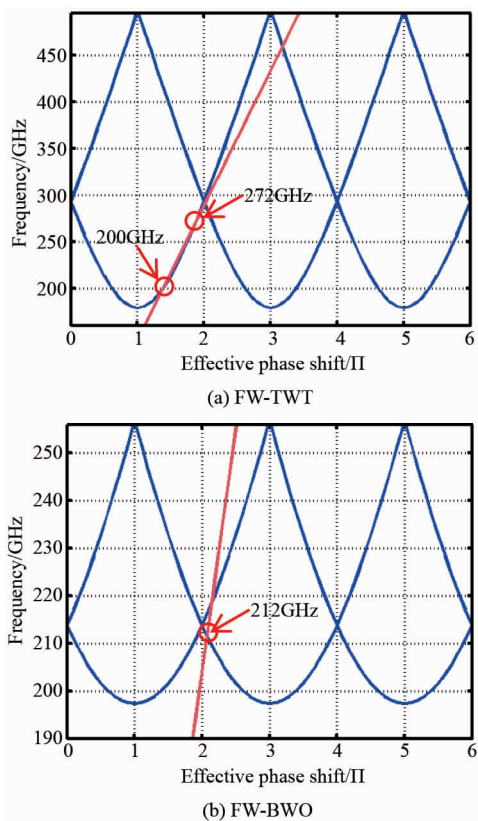 450
400
350
300
250
200
Frequency/GHz
272GHz
200GHz
0 1 2 3 4 5 6
Effective phase shift/Π
(a) FW-TWT
250
240
230
220
210
200
190
Frequency/GHz
212GHz
0 1 2 3 4 5 6
Effective phase shift/Π
(b) FW-BWO